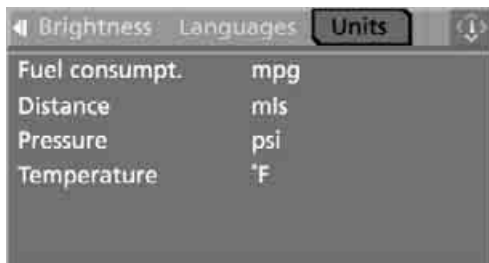 Brightness Languages Units
Fuel consumpt. mpg
Distance mls
Pressure psi
Temperature °F